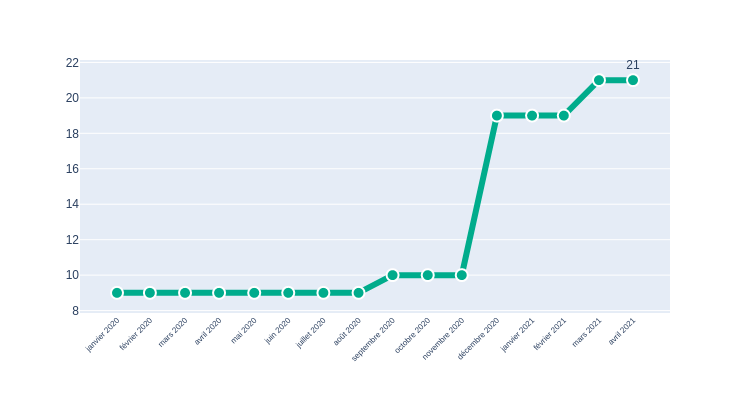 22
21
20
18
16
14
12
10
8
janvier 2020
février 2020
mars 2020
avril 2020
mai 2020
juin 2020
juillet 2020
août 2020
septembre 2020
octobre 2020
novembre 2020
décembre 2020
janvier 2021
février 2021
mars 2021
avril 2021